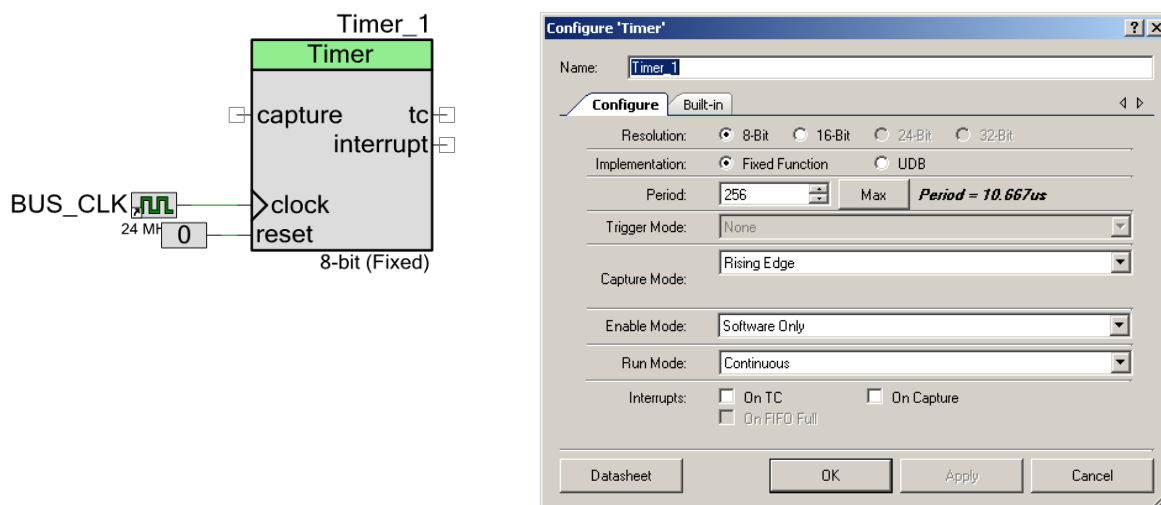 Timer_1
Timer
capture
tc
interrupt
BUS_CLK
clock
24 MH
0
reset
8-bit (Fixed)
Configure 'Timer'
Name: Timer_1
Configure Built-in
Resolution: 8-Bit 16-Bit 24-Bit 32-Bit
Implementation: Fixed Function UDB
Period: 256 Max Period = 10.667us
Trigger Mode: None
Capture Mode: Rising Edge
Enable Mode: Software Only
Run Mode: Continuous
Interrupts: On TC On Capture
On FIFO Full
Datasheet OK Apply Cancel